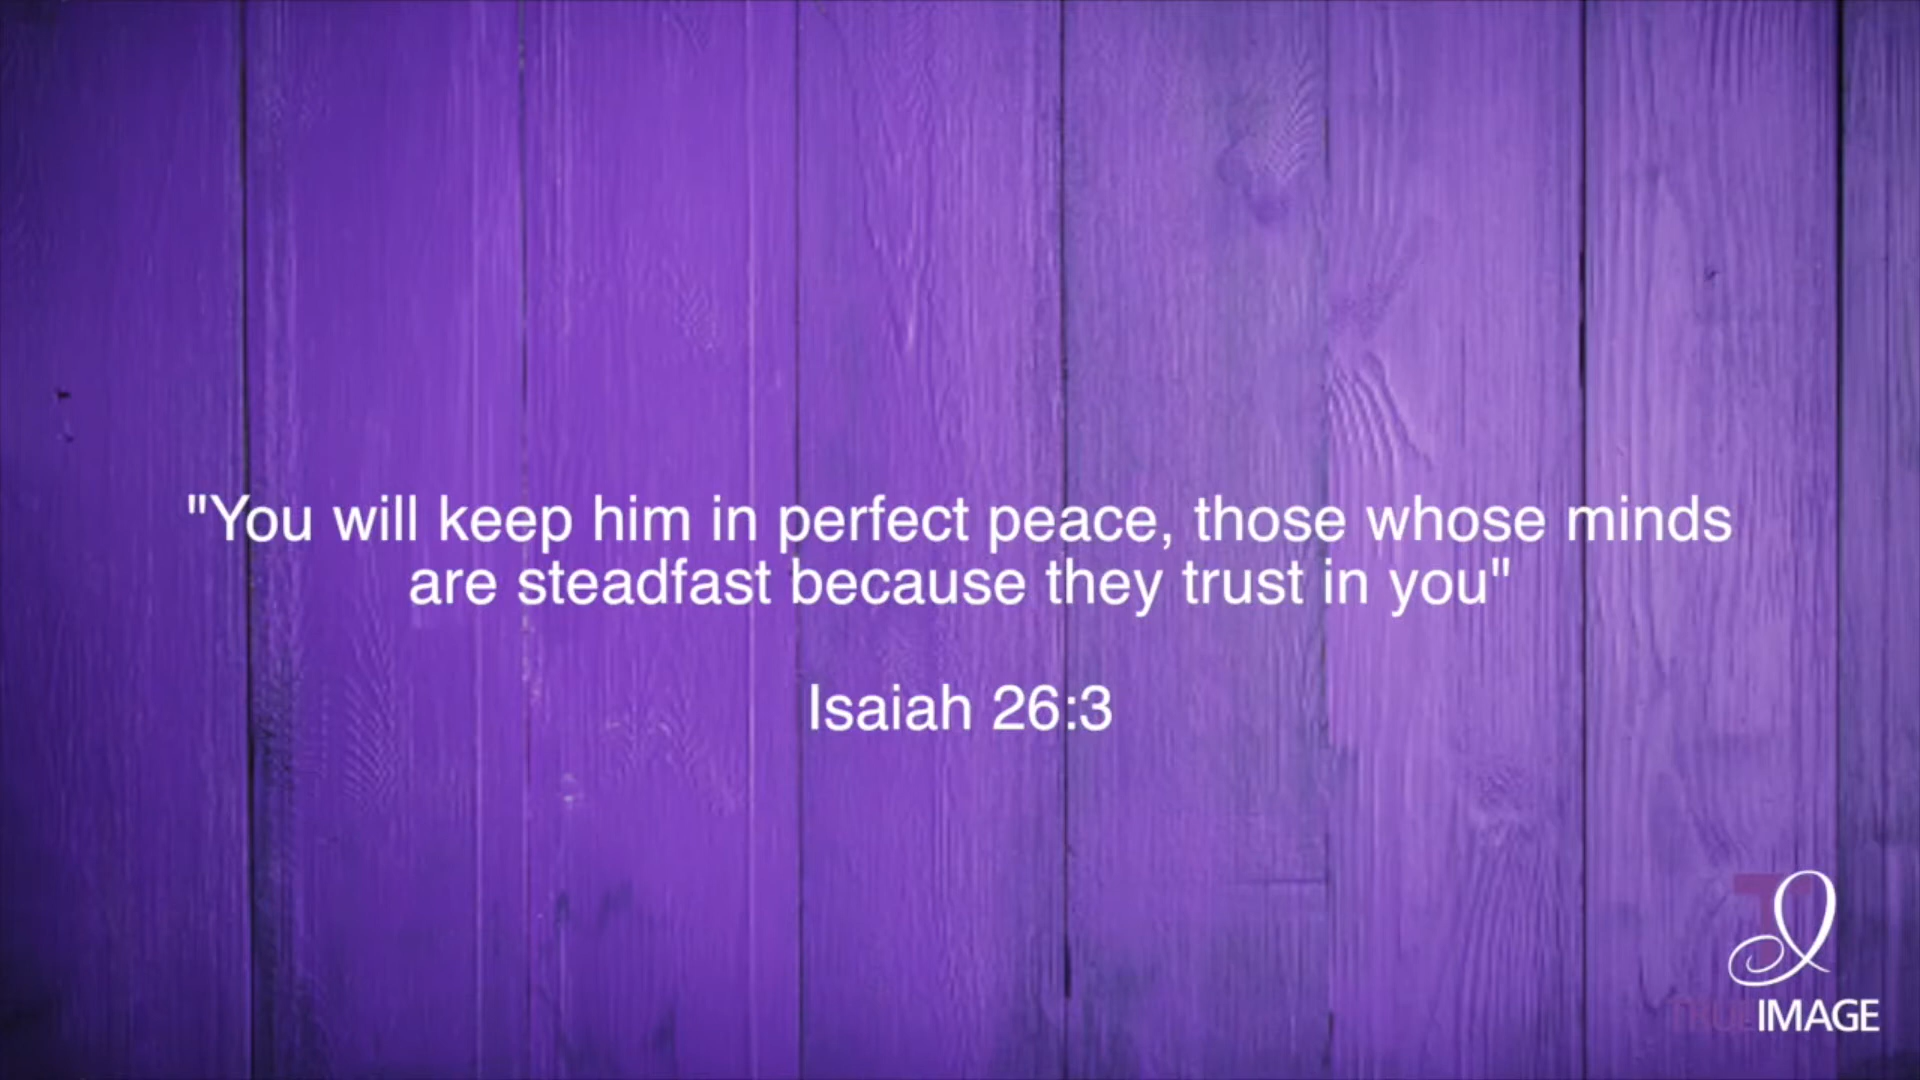 "You will keep him in perfect peace, those whose minds
are steadfast because they trust in you"
Isaiah 26:3
TRUEIMAGE